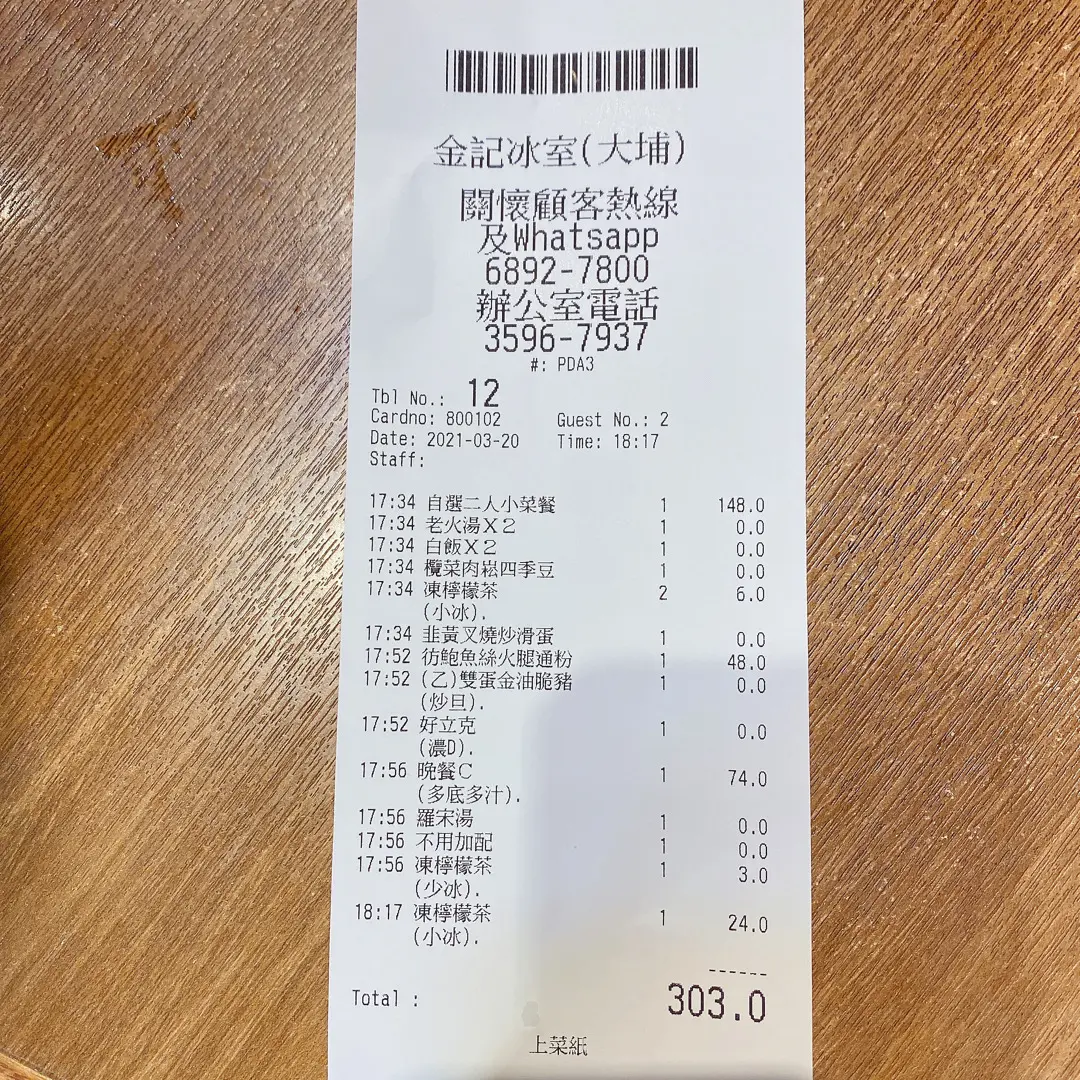 金記冰室(大埔)
關懷顧客熱線
及Whatsapp
6892-7800
辦公室電話
3596-7937
#: PDA3
Tbl No.: 12
Cardno: 800102 Guest No.: 2
Date: 2021-03-20 Time: 18:17
Staff:
17:34 自選二人小菜餐 1 148.0
17:34 老火湯X2 1 0.0
17:34 白飯X2 1 0.0
17:34 欖菜肉崧四季豆 1 0.0
17:34 凍檸檬茶 2 6.0
(小冰).
17:34 韭黃叉燒炒滑蛋 1 0.0
17:52 彷鮑魚絲火腿通粉 1 48.0
17:52 (乙)雙蛋金油脆豬 1 0.0
(炒旦).
17:52 好立克 1 0.0
(濃D).
17:56 晚餐C 1 74.0
(多底多汁).
17:56 羅宋湯 1 0.0
17:56 不用加配 1 0.0
17:56 凍檸檬茶 1 3.0
(少冰).
18:17 凍檸檬茶 1 24.0
(小冰).
------
Total : 303.0
上菜紙